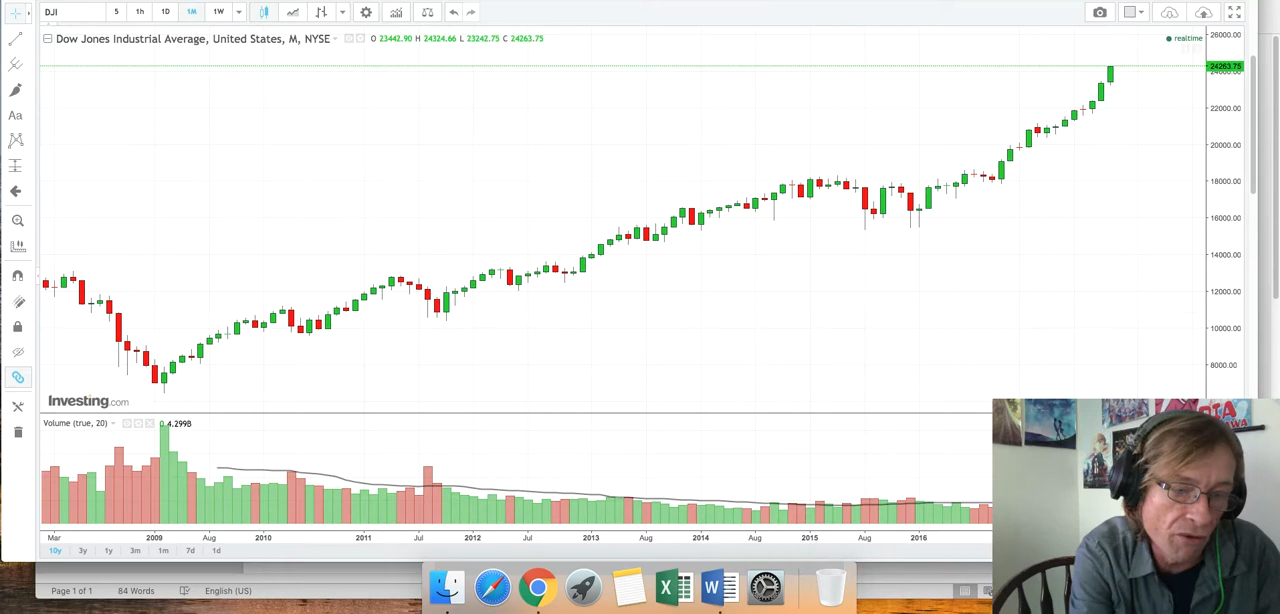 DJI 5 1h 1D 1M 1W
Dow Jones Industrial Average, United States, M, NYSE O 23442.90 H 24324.66 L 23242.75 C 24263.75
realtime
26000.00
24263.75
24000.00
22000.00
20000.00
18000.00
16000.00
14000.00
12000.00
10000.00
8000.00
Aa
Investing.com
Volume (true, 20) 0 4.299B
Mar 2009 Aug 2010 2011 Jul 2012 Jul 2013 Aug 2014 Aug 2015 Aug 2016
10y 3y 1y 3m 1m 7d 1d
Page 1 of 1 84 Words English (US)